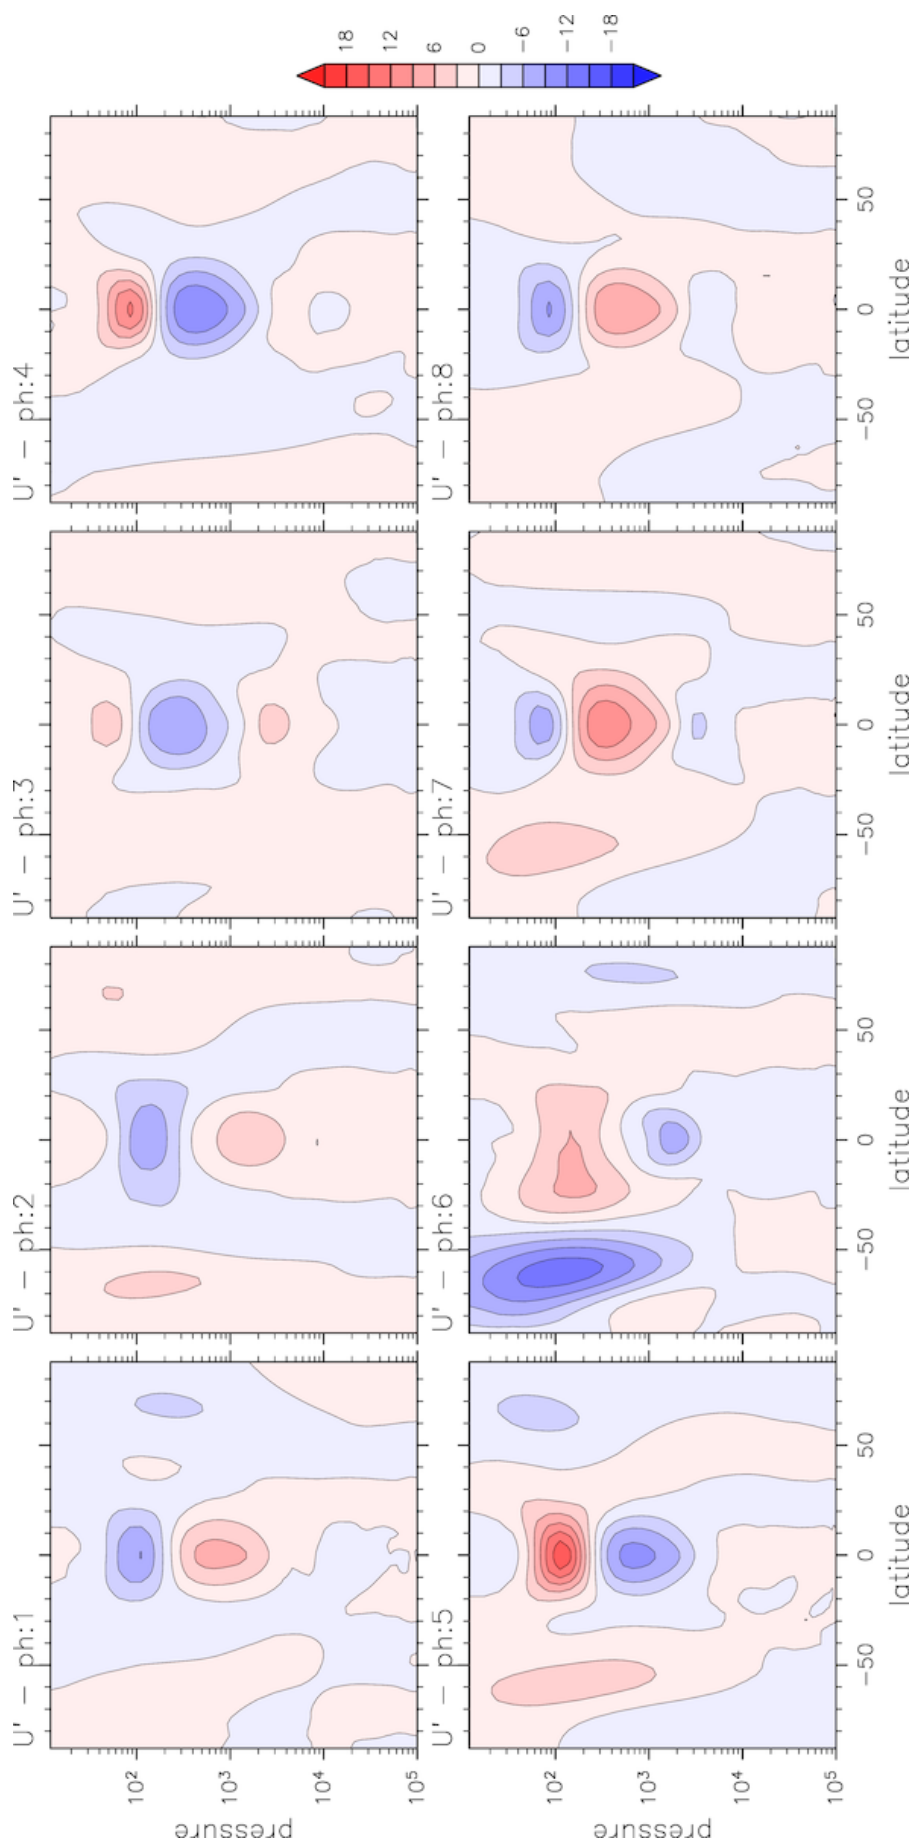 18 12 6 0 −6 −12 −18
U' − ph:1
U' − ph:2
U' − ph:3
U' − ph:4
pressure
10²
10³
10⁴
10⁵
U' − ph:5
U' − ph:6
U' − ph:7
U' − ph:8
pressure
10²
10³
10⁴
10⁵
−50 0 50
−50 0 50
−50 0 50
−50 0 50
latitude
latitude
latitude
latitude